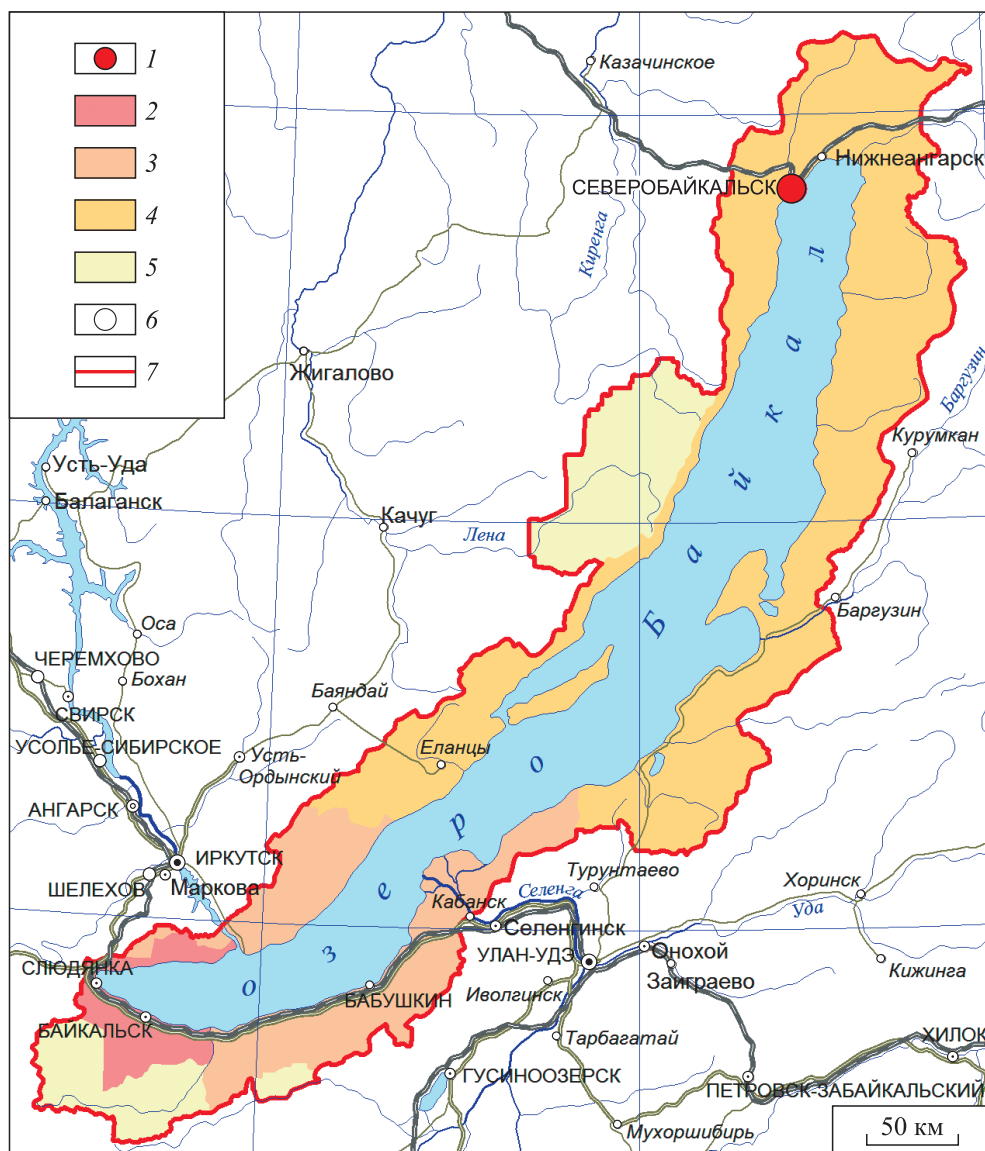 1
2
3
4
5
6
7
Казачинское
Нижнеангарск
СЕВЕРОБАЙКАЛЬСК
Киренга
Жигалово
Баргузин
Курумкан
Усть-Уда
Балаганск
Качуг
Лена
Баргузин
Оса
ЧЕРЕМХОВО
Бохан
Баяндай
СВИРСК
УСОЛЬЕ-СИБИРСКОЕ
Усть-
Ордынский
Еланцы
АНГАРСК
ИРКУТСК
ШЕЛЕХОВ
Маркова
озеро Байкал
Турунтаево
Хоринск
Уда
Кабанск
Селенга
Селенгинск
УЛАН-УДЭ
Онохой
Заиграево
Кижинга
СЛЮДЯНКА
БАБУШКИН
Иволгинск
БАЙКАЛЬСК
Тарбагатай
ХИЛОК
ГУСИНООЗЕРСК
ПЕТРОВСК-ЗАБАЙКАЛЬСКИЙ
Мухоршибирь
50 км